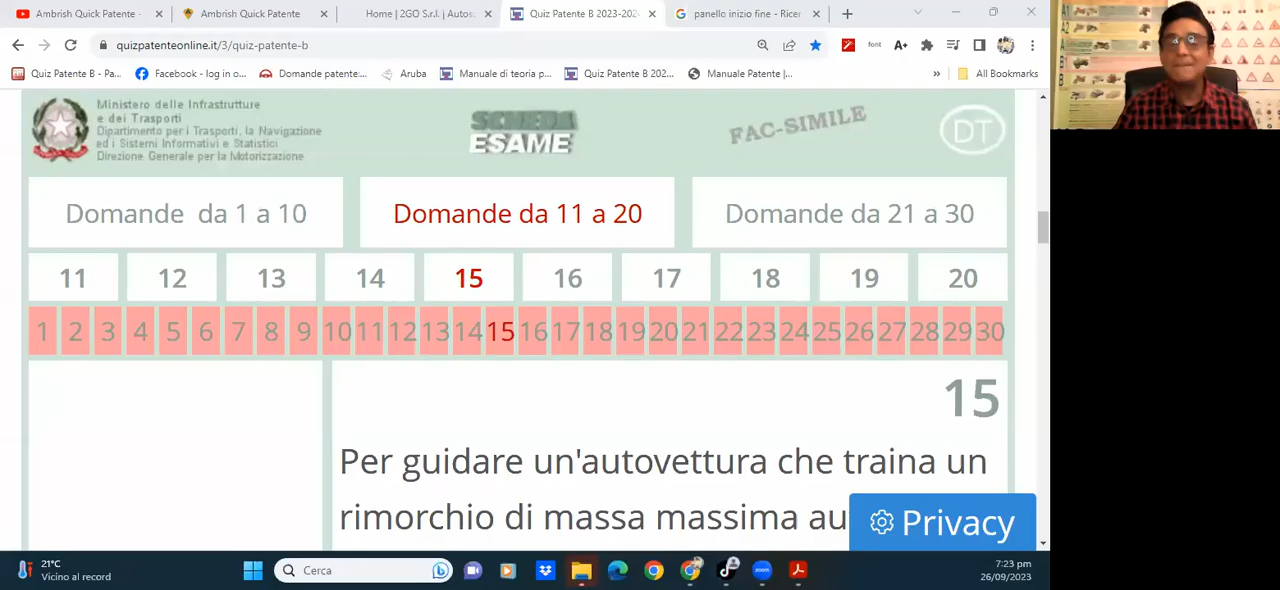 Ambrish Quick Patente -
Ambrish Quick Patente
Home | 2GO S.r.l. | Autos
Quiz Patente B 2023-202
panello inizio fine - Ricer
quizpatenteonline.it/3/quiz-patente-b
font
A+
Quiz Patente B - Pa...
Facebook - log in o...
Domande patente:...
Aruba
Manuale di teoria p...
Quiz Patente B 202...
Manuale Patente |...
»
All Bookmarks
Ministero delle Infrastrutture
e dei Trasporti
Dipartimento per i Trasporti, la Navigazione
ed i Sistemi Informativi e Statistici
Direzione Generale per la Motorizzazione
SCHEDA
ESAME
FAC-SIMILE
DT
Domande da 1 a 10
Domande da 11 a 20
Domande da 21 a 30
11 12 13 14 15 16 17 18 19 20
1 2 3 4 5 6 7 8 9 10 11 12 13 14 15 16 17 18 19 20 21 22 23 24 25 26 27 28 29 30
15
Per guidare un'autovettura che traina un
rimorchio di massa massima au
Privacy
21°C
Vicino al record
Cerca
zoom
7:23 pm
26/09/2023